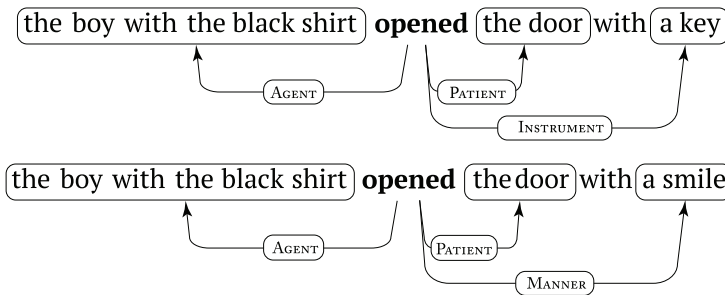 the boy with the black shirt opened the door with a key
AGENT PATIENT
INSTRUMENT
the boy with the black shirt opened the door with a smile
AGENT PATIENT
MANNER